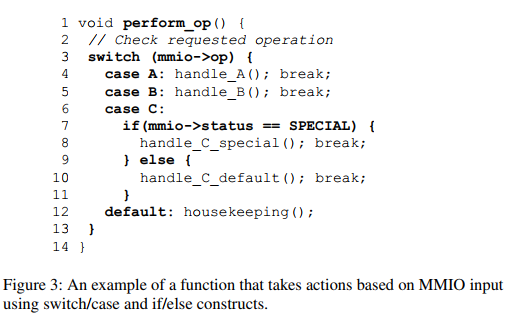 1 void perform_op() {
2 // Check requested operation
3 switch (mmio->op) {
4 case A: handle_A(); break;
5 case B: handle_B(); break;
6 case C:
7 if(mmio->status == SPECIAL) {
8 handle_C_special(); break;
9 } else {
10 handle_C_default(); break;
11 }
12 default: housekeeping();
13 }
14 }
Figure 3: An example of a function that takes actions based on MMIO input
using switch/case and if/else constructs.